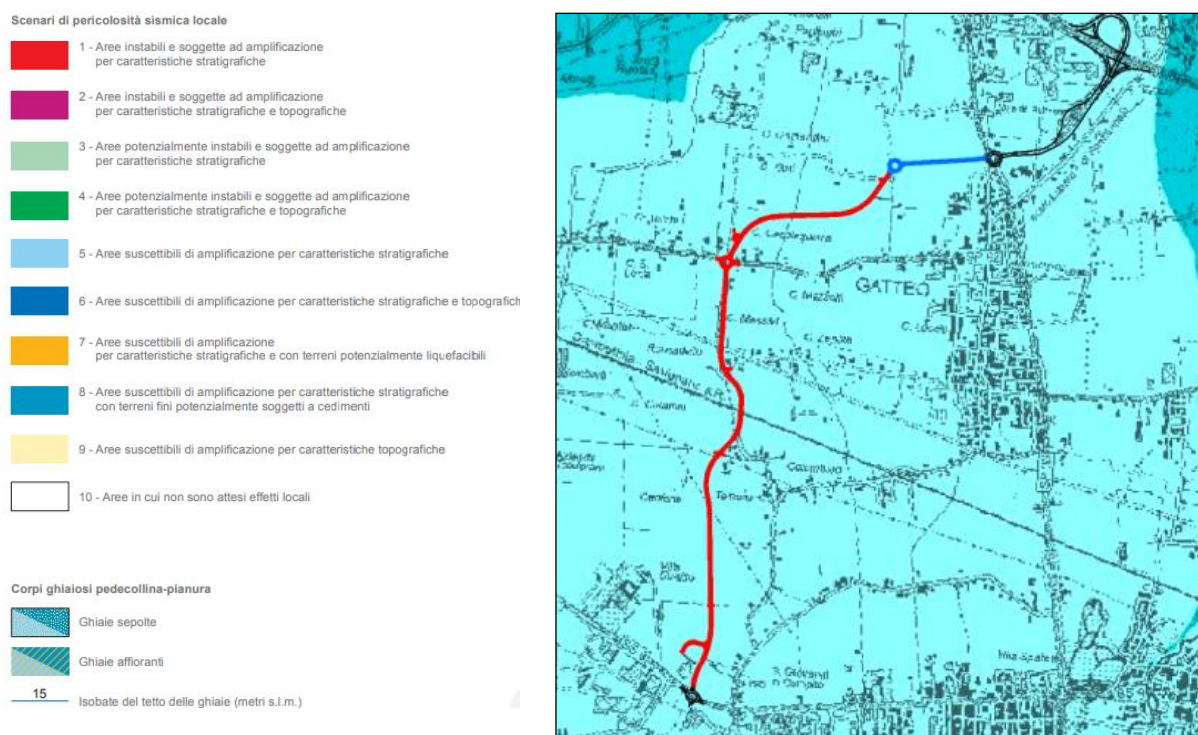 Scenari di pericolosità sismica locale
1 - Aree instabili e soggette ad amplificazione
per caratteristiche stratigrafiche
2 - Aree instabili e soggette ad amplificazione
per caratteristiche stratigrafiche e topografiche
3 - Aree potenzialmente instabili e soggette ad amplificazione
per caratteristiche stratigrafiche
4 - Aree potenzialmente instabili e soggette ad amplificazione
per caratteristiche stratigrafiche e topografiche
5 - Aree suscettibili di amplificazione per caratteristiche stratigrafiche
6 - Aree suscettibili di amplificazione per caratteristiche stratigrafiche e topografich
7 - Aree suscettibili di amplificazione
per caratteristiche stratigrafiche e con terreni potenzialmente liquefacibili
8 - Aree suscettibili di amplificazione per caratteristiche stratigrafiche
con terreni fini potenzialmente soggetti a cedimenti
9 - Aree suscettibili di amplificazione per caratteristiche topografiche
10 - Aree in cui non sono attesi effetti locali
Corpi ghiaiosi pedecollina-pianura
Ghiaie sepolte
Ghiaie affioranti
15
Isobate del tetto delle ghiaie (metri s.l.m.)
GATTEO
C. Mazzotti
S. Giovanni